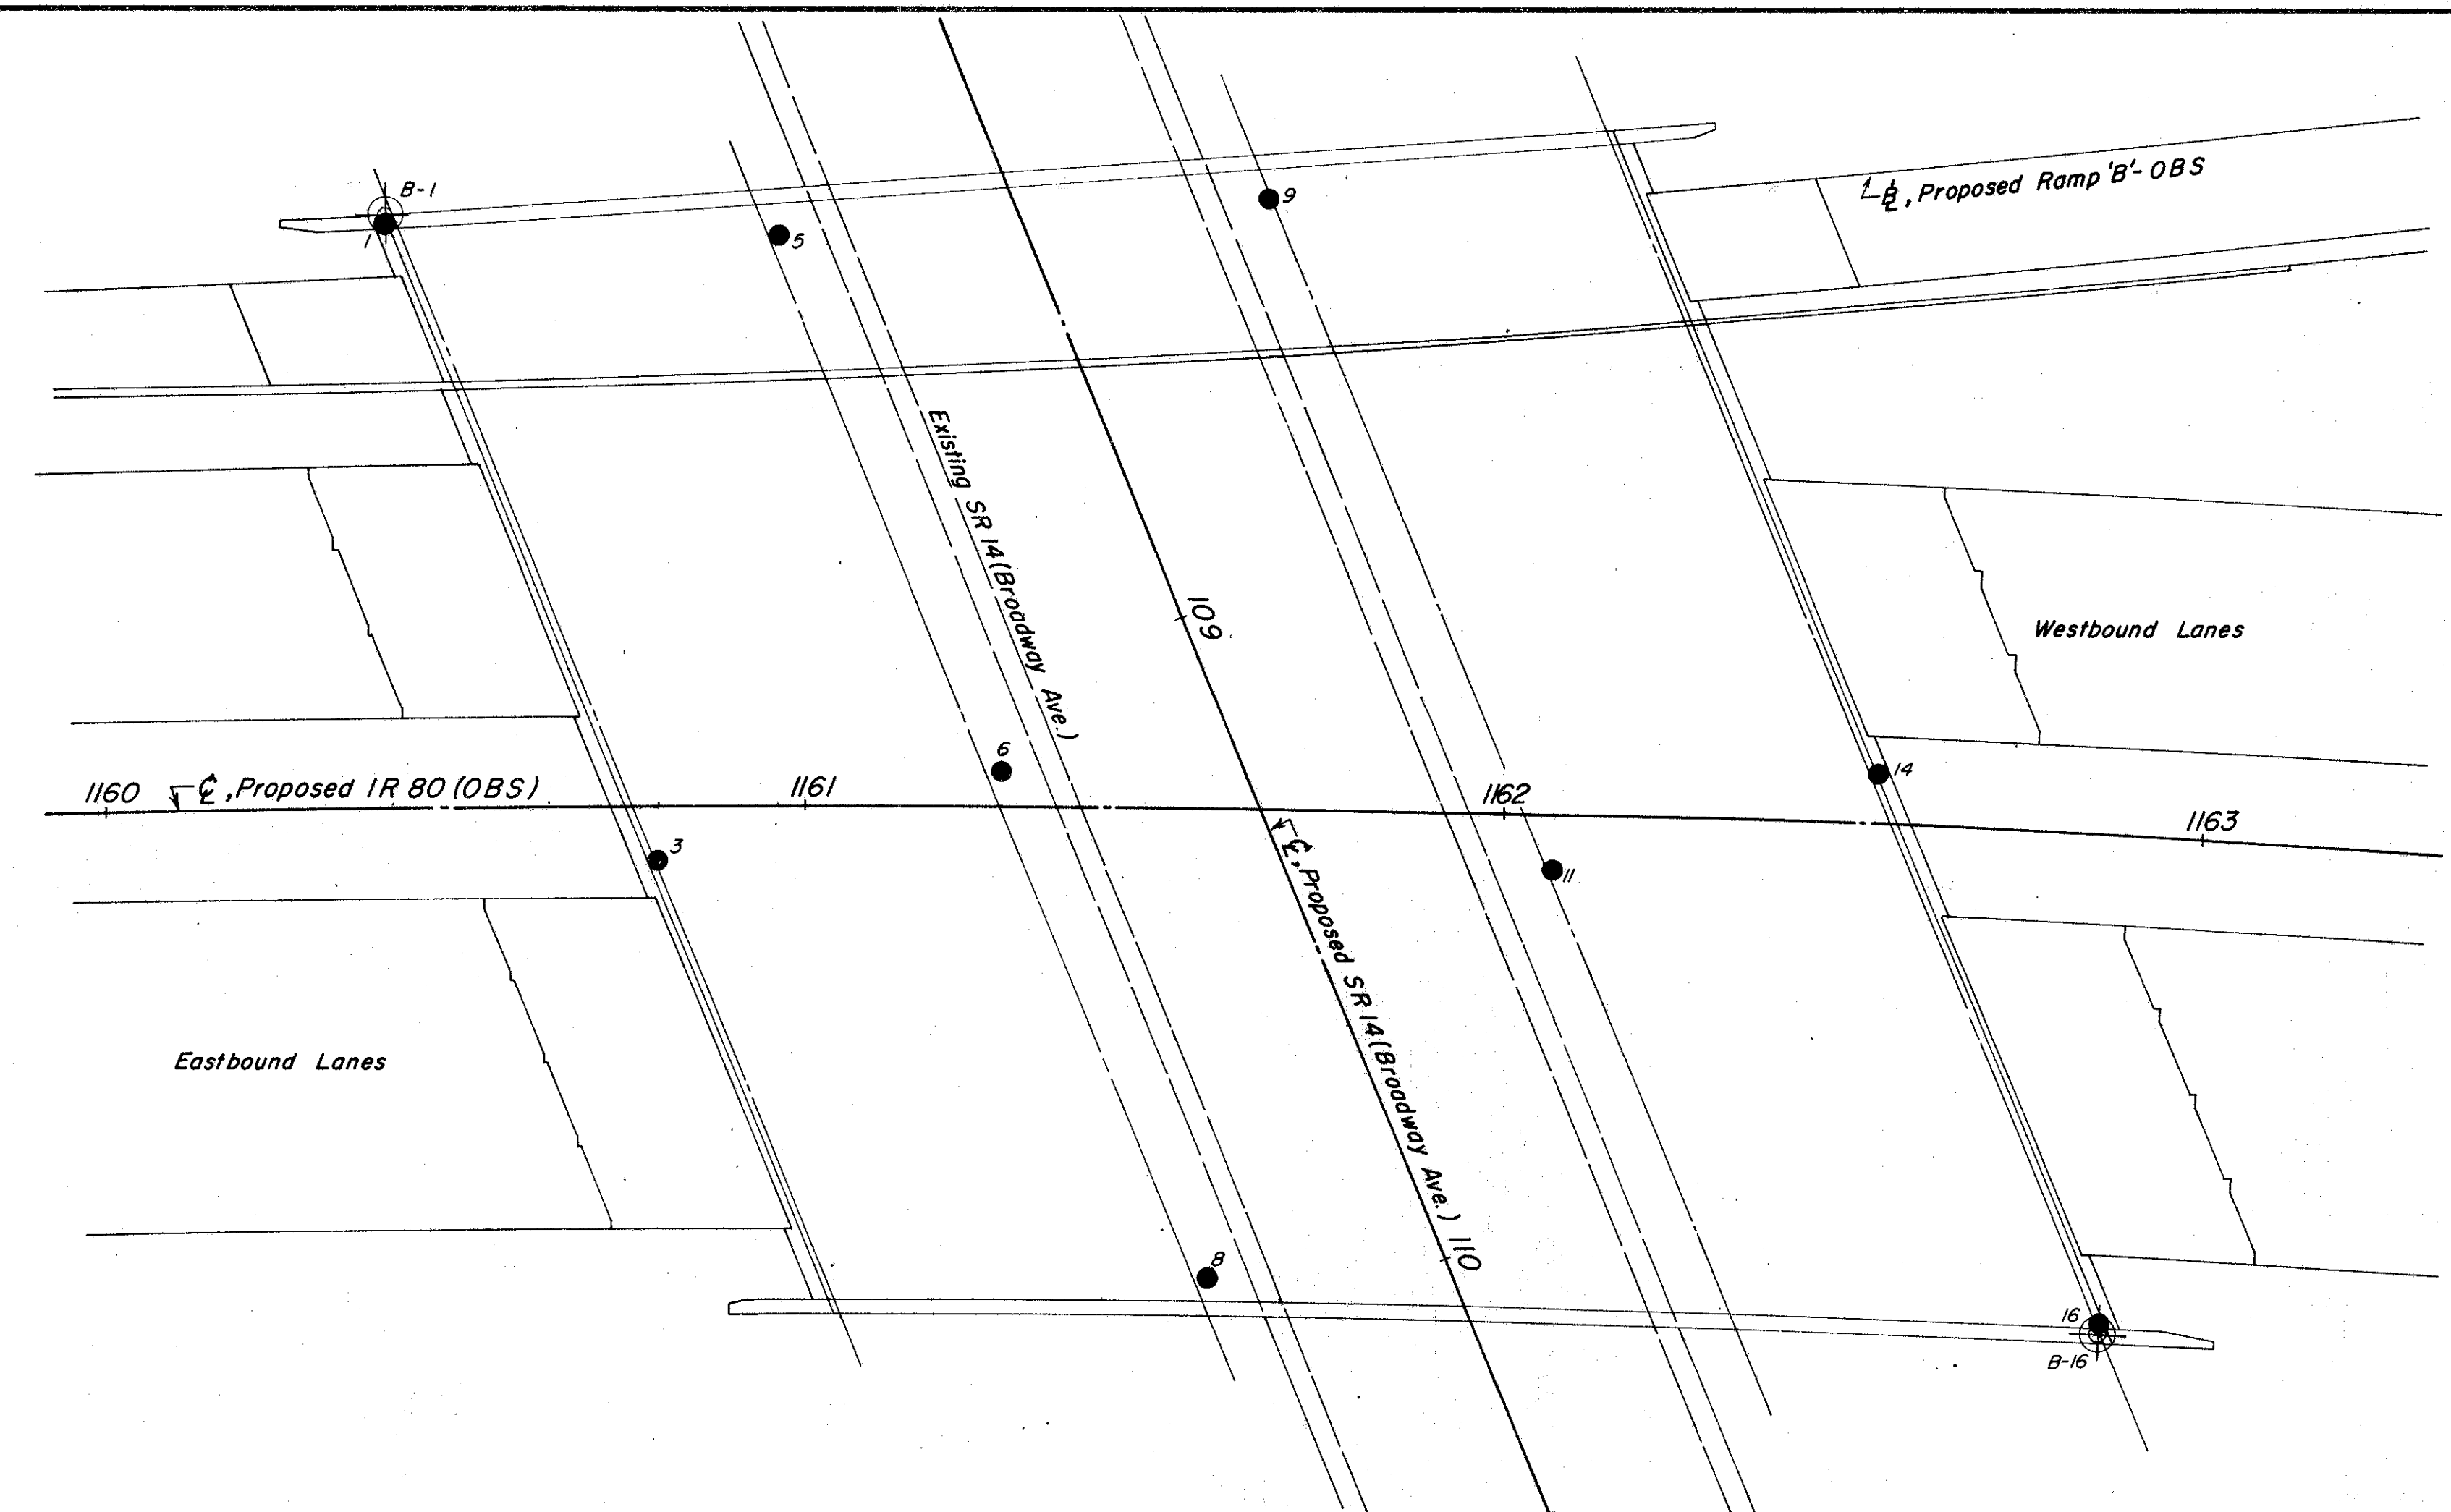 B-1
1
5
9
℄, Proposed Ramp 'B'- OBS
Existing SR 14 (Broadway Ave.)
109
Westbound Lanes
6
14
1160
℄, Proposed IR 80 (OBS)
1161
1162
1163
3
11
℄, Proposed SR 14 (Broadway Ave.)
110
Eastbound Lanes
8
16
B-16